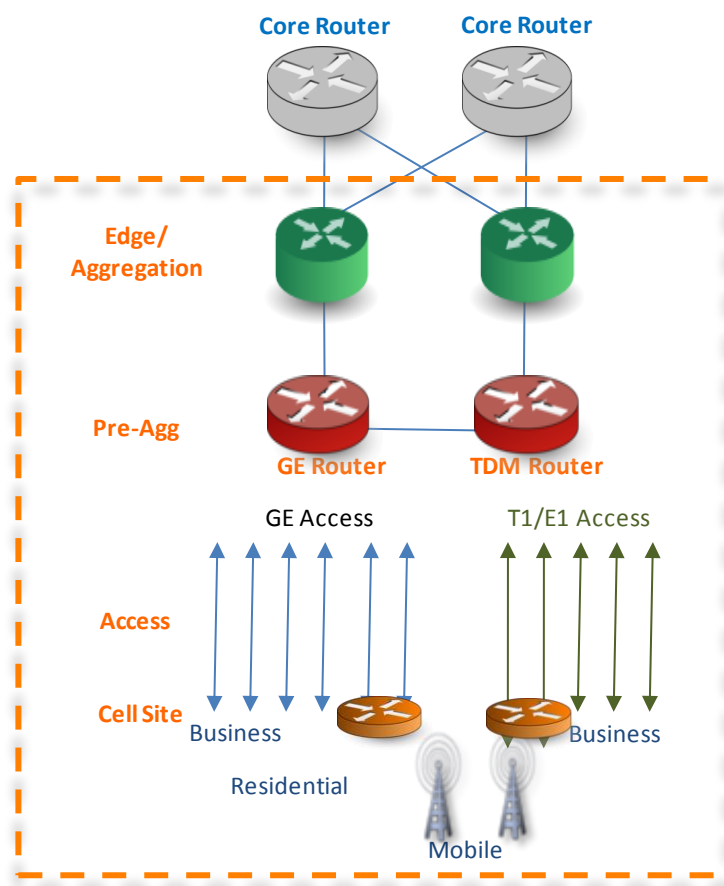 Core Router
Core Router
Edge/
Aggregation
Pre-Agg
GE Router
TDM Router
GE Access
T1/E1 Access
Access
Cell Site
Business
Business
Residential
Mobile